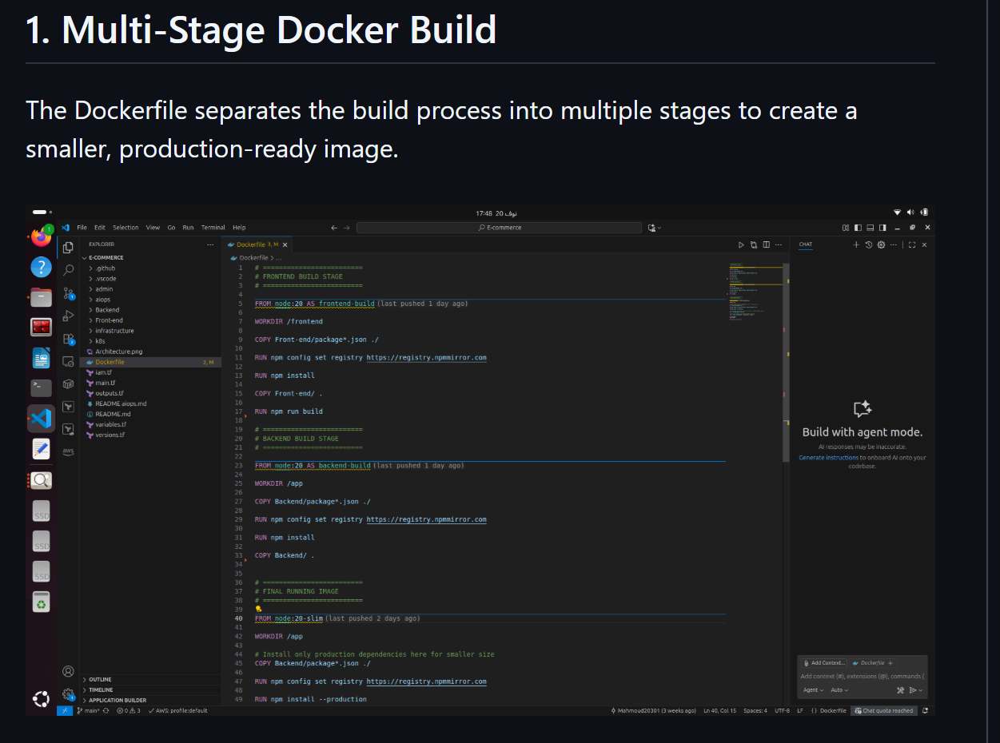 1. Multi-Stage Docker Build
The Dockerfile separates the build process into multiple stages to create a
smaller, production-ready image.
17:48 نوف 20
File Edit Selection View Go Run Terminal Help
E-commerce
EXPLORER
E-COMMERCE
.github
.vscode
admin
aiops
Backend
Front-end
infrastructure
k8s
Architecture.png
Dockerfile 3, M
iam.tf
main.tf
outputs.tf
README aiops.md
README.md
variables.tf
versions.tf
OUTLINE
TIMELINE
APPLICATION BUILDER
aws
SSD
SSD
SSD
Dockerfile 3, M
Dockerfile > ...
1 # =========================
2 # FRONTEND BUILD STAGE
3 # =========================
4
5 FROM node:20 AS frontend-build (last pushed 1 day ago)
6
7 WORKDIR /frontend
8
9 COPY Front-end/package*.json ./
10
11 RUN npm config set registry https://registry.npmmirror.com
12
13 RUN npm install
14
15 COPY Front-end/ .
16
17 RUN npm run build
18
19 # =========================
20 # BACKEND BUILD STAGE
21 # =========================
22
23 FROM node:20 AS backend-build (last pushed 1 day ago)
24
25 WORKDIR /app
26
27 COPY Backend/package*.json ./
28
29 RUN npm config set registry https://registry.npmmirror.com
30
31 RUN npm install
32
33 COPY Backend/ .
34
35
36 # =========================
37 # FINAL RUNNING IMAGE
38 # =========================
39
40 FROM node:20-slim (last pushed 2 days ago)
41
42 WORKDIR /app
43
44 # Install only production dependencies here for smaller size
45 COPY Backend/package*.json ./
46
47 RUN npm config set registry https://registry.npmmirror.com
48
49 RUN npm install --production
CHAT
Build with agent mode.
AI responses may be inaccurate.
Generate instructions to onboard AI onto your
codebase.
Add Context... Dockerfile +
Add context (#), extensions (@), commands (
Agent Auto
main* 0 3 AWS: profile:default
Mahmoud20301 (3 weeks ago) Ln 40, Col 15 Spaces: 4 UTF-8 LF {} Dockerfile Chat quota reached